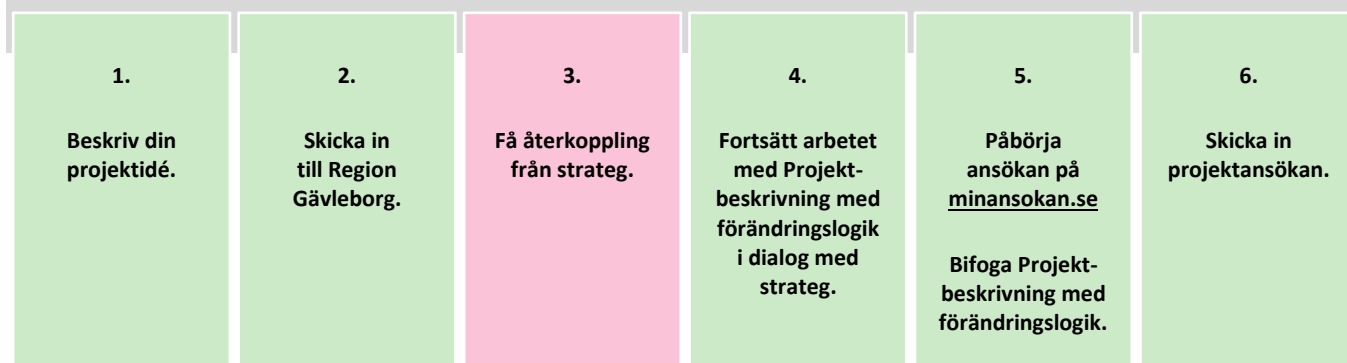 1.
Beskriv din
projektidé.
2.
Skicka in
till Region
Gävleborg.
3.
Få återkoppling
från strateg.
4.
Fortsätt arbetet
med Projekt-
beskrivning med
förändringslogik
i dialog med
strateg.
5.
Påbörja
ansökan på
minansokan.se
Bifoga Projekt-
beskrivning med
förändringslogik.
6.
Skicka in
projektansökan.